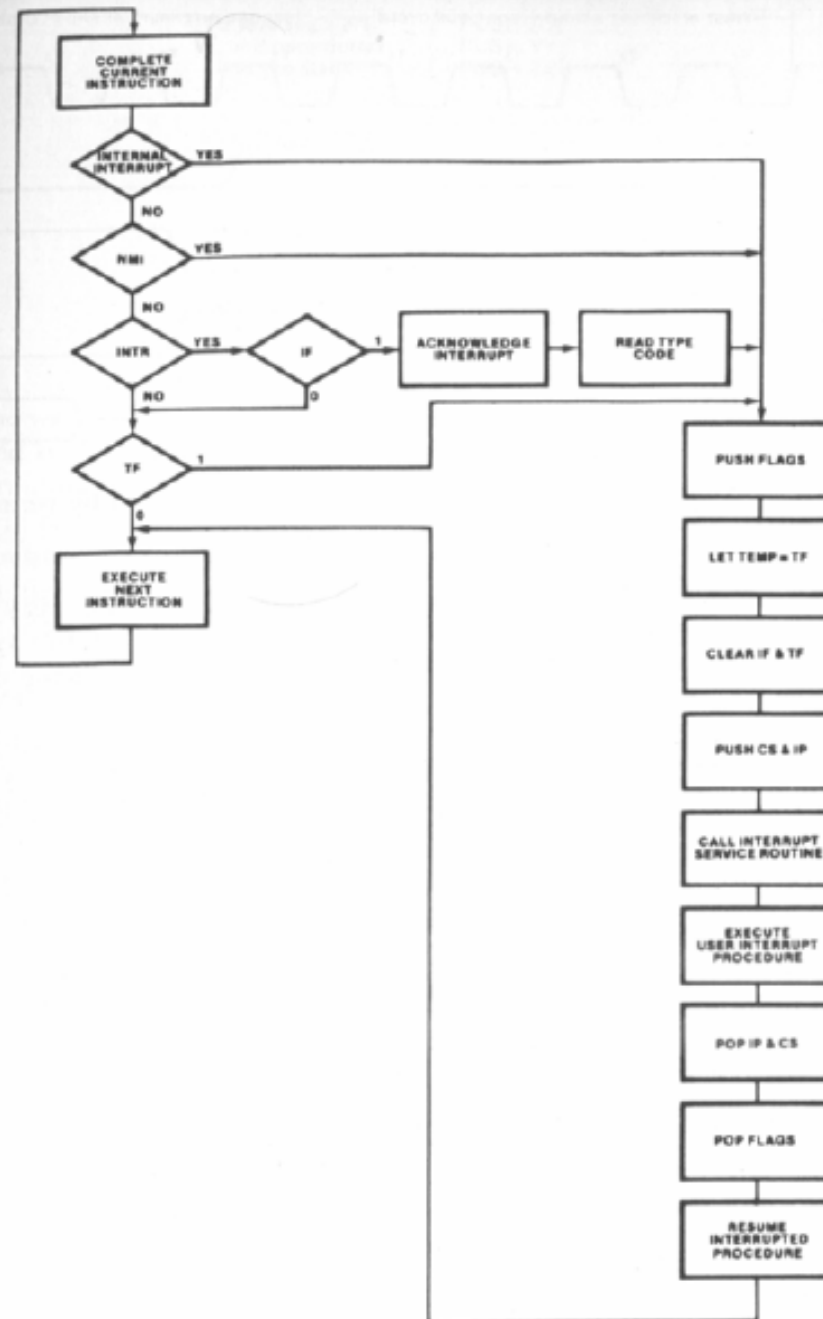 COMPLETE
CURRENT
INSTRUCTION
INTERNAL
INTERRUPT
YES
NO
NMI
YES
NO
INTR
YES
IF
1
ACKNOWLEDGE
INTERRUPT
READ TYPE
CODE
NO
0
TF
1
0
EXECUTE
NEXT
INSTRUCTION
PUSH FLAGS
LET TEMP = TF
CLEAR IF & TF
PUSH CS & IP
CALL INTERRUPT
SERVICE ROUTINE
EXECUTE
USER INTERRUPT
PROCEDURE
POP IP & CS
POP FLAGS
RESUME
INTERRUPTED
PROCEDURE